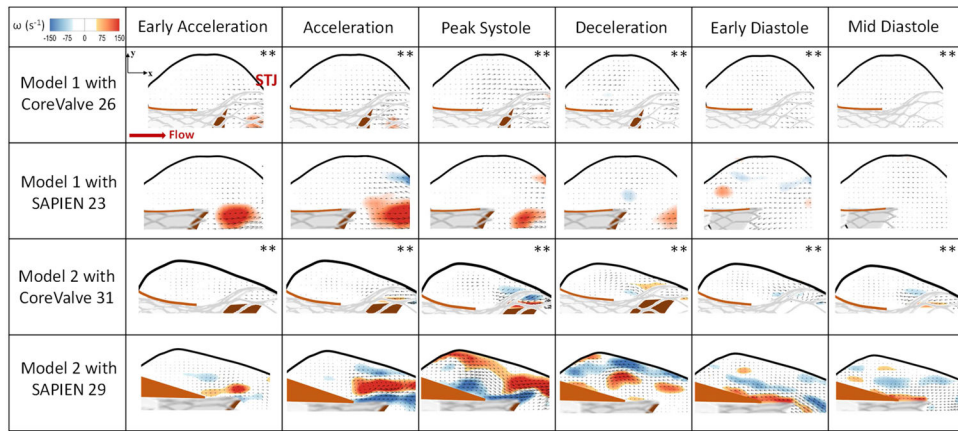 ω (s⁻¹)
-150 -75 0 75 150
Early Acceleration
Acceleration
Peak Systole
Deceleration
Early Diastole
Mid Diastole
Model 1 with
CoreValve 26
y
x
STJ
Flow
**
**
**
**
**
**
Model 1 with
SAPIEN 23
Model 2 with
CoreValve 31
**
**
**
**
**
**
Model 2 with
SAPIEN 29